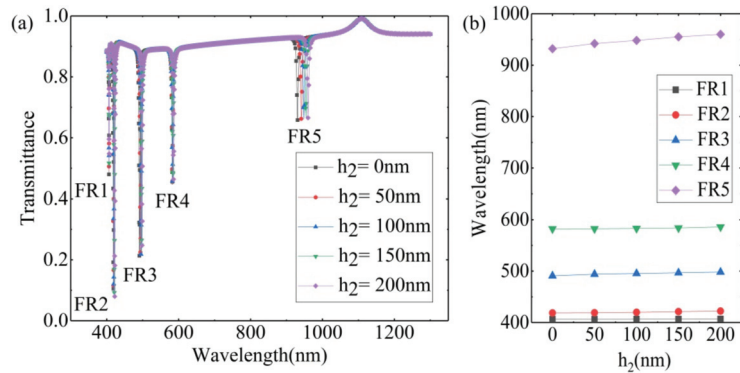 (a)
1.0
0.8
0.6
0.4
0.2
0.0
Transmittance
FR1
FR2
FR3
FR4
FR5
h2= 0nm
h2= 50nm
h2= 100nm
h2= 150nm
h2= 200nm
400
600
800
1000
1200
Wavelength(nm)
(b)
1000
900
800
700
600
500
400
Wavelength(nm)
FR1
FR2
FR3
FR4
FR5
0
50
100
150
200
h2(nm)